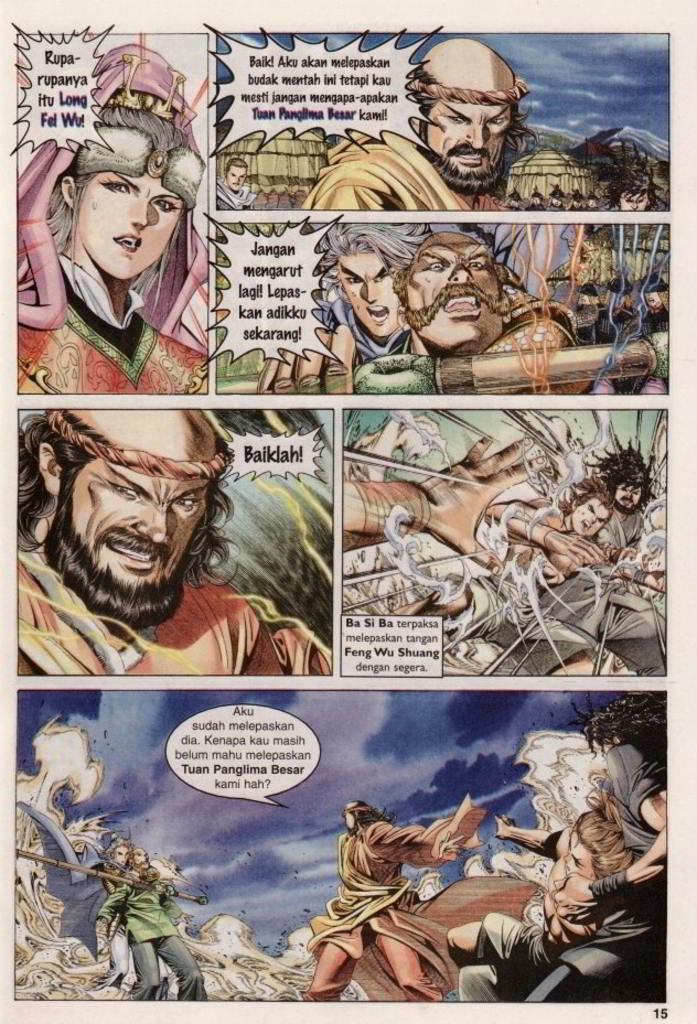 Rupa-
rupanya
itu Long
Fei Wu!
Baik! Aku akan melepaskan
budak mentah ini tetapi kau
mesti jangan mengapa-apakan
Tuan Panglima Besar kami!
Jangan
mengarut
lagi! Lepas-
kan adikku
sekarang!
Baiklah!
Ba Si Ba terpaksa
melepaskan tangan
Feng Wu Shuang
dengan segera.
Aku
sudah melepaskan
dia. Kenapa kau masih
belum mahu melepaskan
Tuan Panglima Besar
kami hah?
15